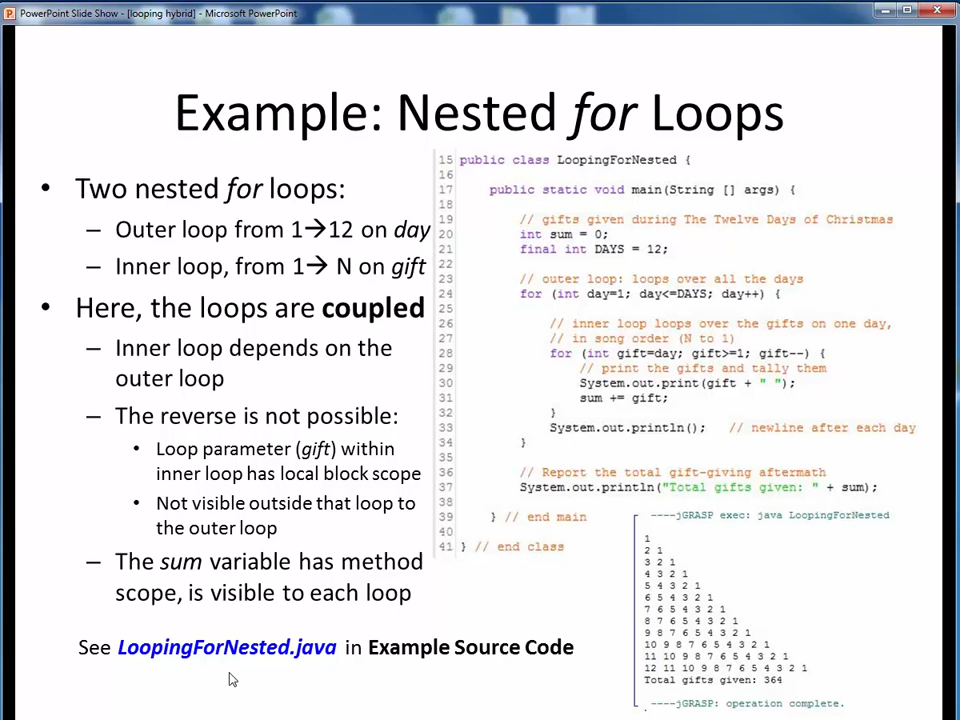 PowerPoint Slide Show - [looping hybrid] - Microsoft PowerPoint
Example: Nested for Loops
• Two nested for loops:
– Outer loop from 1→12 on day
– Inner loop, from 1→ N on gift
• Here, the loops are coupled
– Inner loop depends on the
outer loop
– The reverse is not possible:
• Loop parameter (gift) within
inner loop has local block scope
• Not visible outside that loop to
the outer loop
– The sum variable has method
scope, is visible to each loop
See LoopingForNested.java in Example Source Code
15 public class LoopingForNested {
16
17 public static void main(String [] args) {
18
19 // gifts given during The Twelve Days of Christmas
20 int sum = 0;
21 final int DAYS = 12;
22
23 // outer loop: loops over all the days
24 for (int day=1; day<=DAYS; day++) {
25
26 // inner loop loops over the gifts on one day,
27 // in song order (N to 1)
28 for (int gift=day; gift>=1; gift--) {
29 // print the gifts and tally them
30 System.out.print(gift + " ");
31 sum += gift;
32 }
33 System.out.println(); // newline after each day
34 }
35
36 // Report the total gift-giving aftermath
37 System.out.println("Total gifts given: " + sum);
38
39 } // end main
40
41 } // end class
----jGRASP exec: java LoopingForNested
1
2 1
3 2 1
4 3 2 1
5 4 3 2 1
6 5 4 3 2 1
7 6 5 4 3 2 1
8 7 6 5 4 3 2 1
9 8 7 6 5 4 3 2 1
10 9 8 7 6 5 4 3 2 1
11 10 9 8 7 6 5 4 3 2 1
12 11 10 9 8 7 6 5 4 3 2 1
Total gifts given: 364
----jGRASP: operation complete.